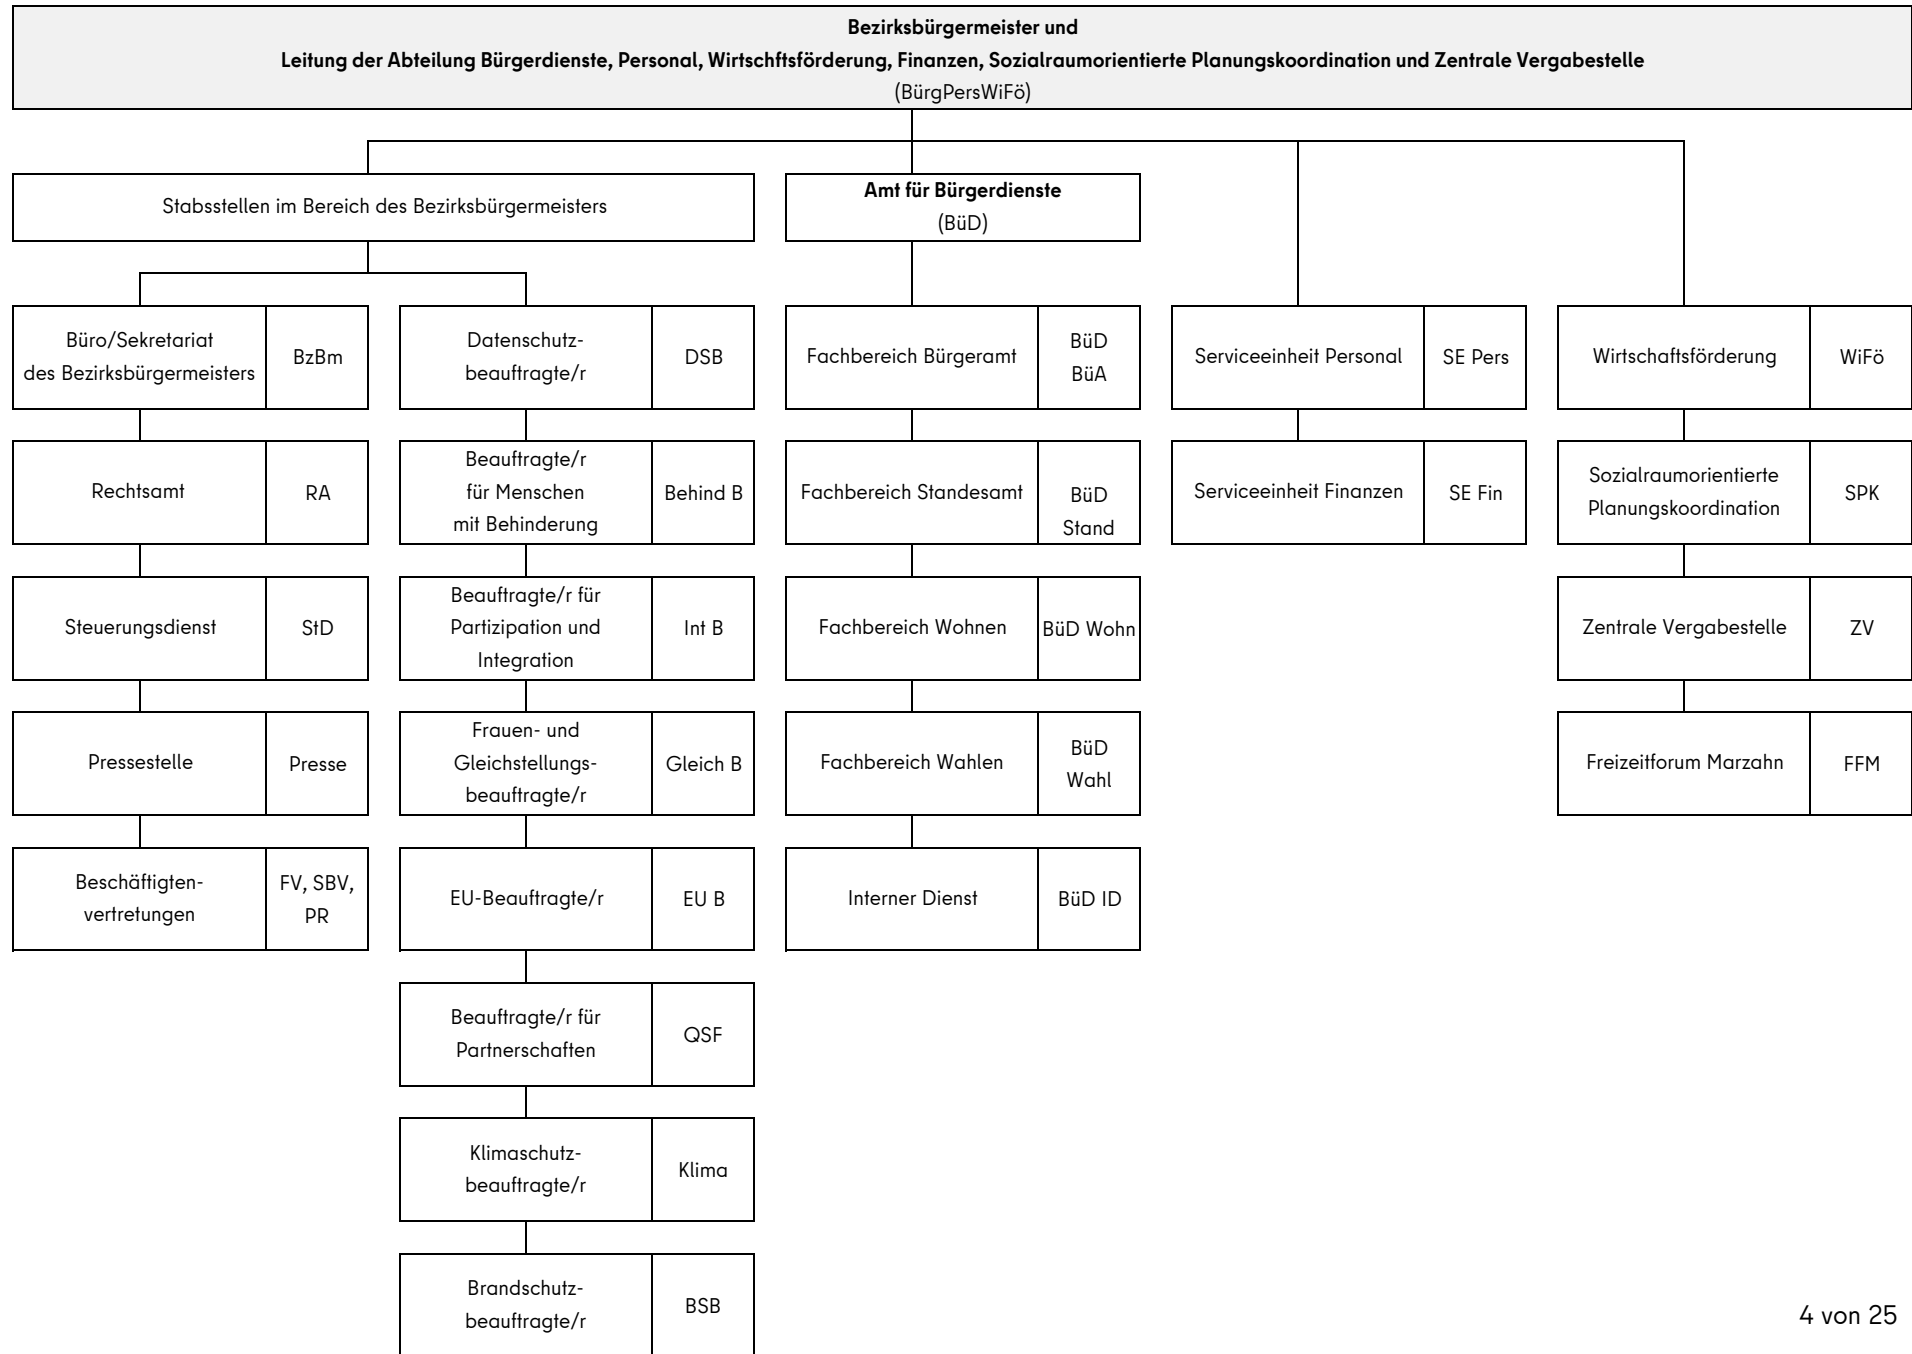 Bezirksbürgermeister und
Leitung der Abteilung Bürgerdienste, Personal, Wirtschftsförderung, Finanzen, Sozialraumorientierte Planungskoordination und Zentrale Vergabestelle
(BürgPersWiFö)
Stabsstellen im Bereich des Bezirksbürgermeisters
Büro/Sekretariat
des Bezirksbürgermeisters
BzBm
Rechtsamt
RA
Steuerungsdienst
StD
Pressestelle
Presse
Beschäftigten-
vertretungen
FV, SBV,
PR
Datenschutz-
beauftragte/r
DSB
Beauftragte/r
für Menschen
mit Behinderung
Behind B
Beauftragte/r für
Partizipation und
Integration
Int B
Frauen- und
Gleichstellungs-
beauftragte/r
Gleich B
EU-Beauftragte/r
EU B
Beauftragte/r für
Partnerschaften
QSF
Klimaschutz-
beauftragte/r
Klima
Brandschutz-
beauftragte/r
BSB
Amt für Bürgerdienste
(BüD)
Fachbereich Bürgeramt
BüD
BüA
Fachbereich Standesamt
BüD
Stand
Fachbereich Wohnen
BüD Wohn
Fachbereich Wahlen
BüD
Wahl
Interner Dienst
BüD ID
Serviceeinheit Personal
SE Pers
Serviceeinheit Finanzen
SE Fin
Wirtschaftsförderung
WiFö
Sozialraumorientierte
Planungskoordination
SPK
Zentrale Vergabestelle
ZV
Freizeitforum Marzahn
FFM
4 von 25